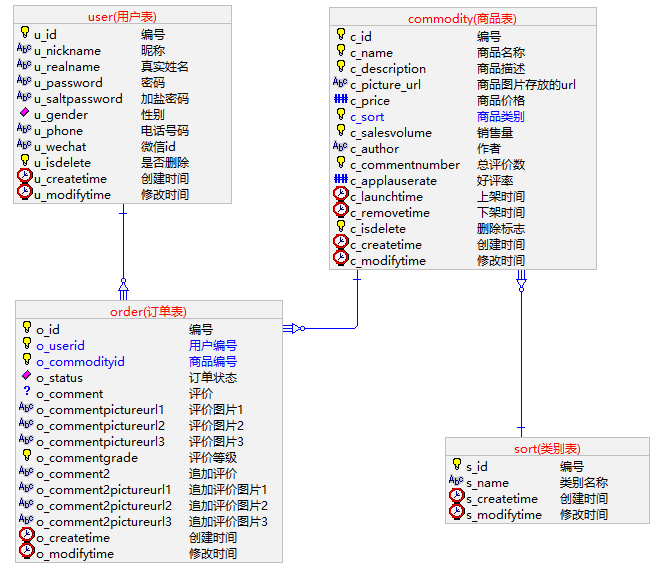 user(用户表)
u_id 编号
u_nickname 昵称
u_realname 真实姓名
u_password 密码
u_saltpassword 加盐密码
u_gender 性别
u_phone 电话号码
u_wechat 微信id
u_isdelete 是否删除
u_createtime 创建时间
u_modifytime 修改时间
commodity(商品表)
c_id 编号
c_name 商品名称
c_description 商品描述
c_picture_url 商品图片存放的url
c_price 商品价格
c_sort 商品类别
c_salesvolume 销售量
c_author 作者
c_commentnumber 总评价数
c_applauserate 好评率
c_launchtime 上架时间
c_removetime 下架时间
c_isdelete 删除标志
c_createtime 创建时间
c_modifytime 修改时间
order(订单表)
o_id 编号
o_userid 用户编号
o_commodityid 商品编号
o_status 订单状态
o_comment 评价
o_commentpictureurl1 评价图片1
o_commentpictureurl2 评价图片2
o_commentpictureurl3 评价图片3
o_commentgrade 评价等级
o_comment2 追加评价
o_comment2pictureurl1 追加评价图片1
o_comment2pictureurl2 追加评价图片2
o_comment2pictureurl3 追加评价图片3
o_createtime 创建时间
o_modifytime 修改时间
sort(类别表)
s_id 编号
s_name 类别名称
s_createtime 创建时间
s_modifytime 修改时间